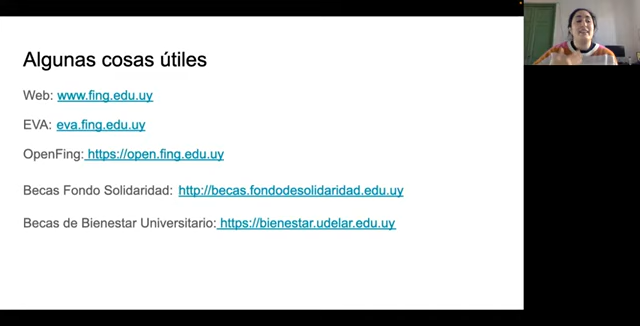 Algunas cosas útiles
Web: www.fing.edu.uy
EVA: eva.fing.edu.uy
OpenFing: https://open.fing.edu.uy
Becas Fondo Solidaridad: http://becas.fondodesolidaridad.edu.uy
Becas de Bienestar Universitario: https://bienestar.udelar.edu.uy